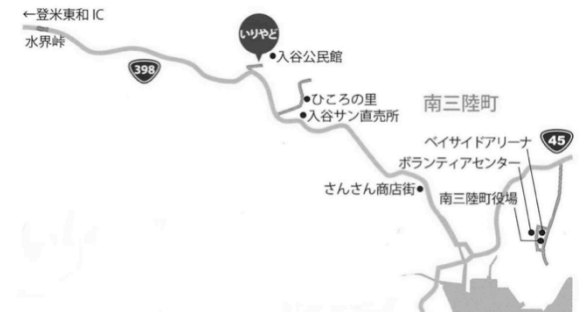 ←登米東和 IC
水界峠
398
いりやど
入谷公民館
ひころの里
入谷サン直売所
南三陸町
ベイサイドアリーナ
45
ボランティアセンター
さんさん商店街
南三陸町役場